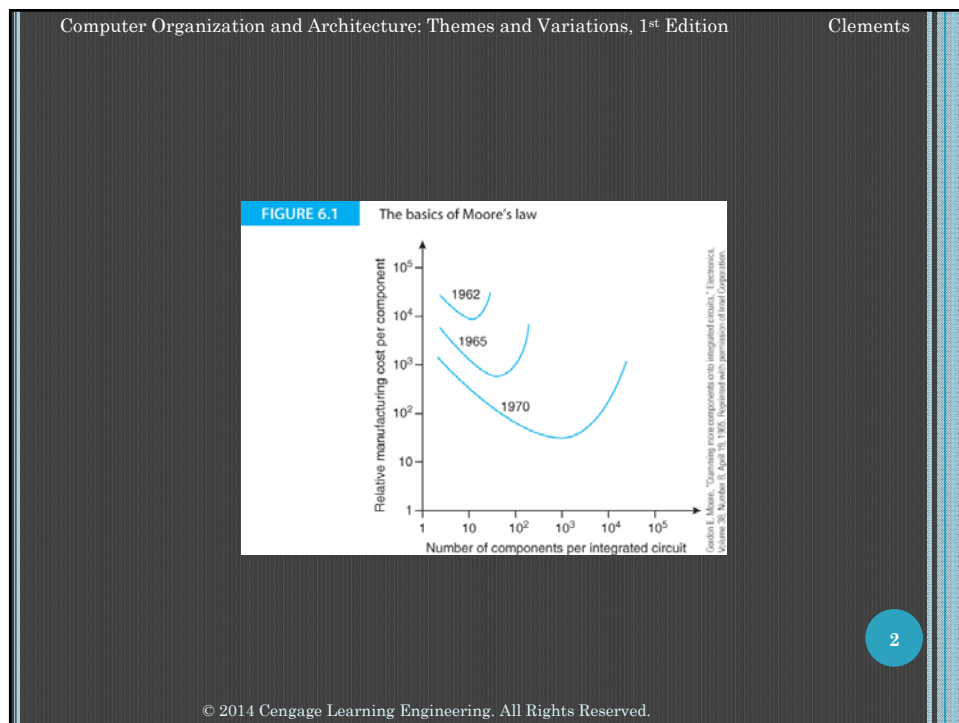 Computer Organization and Architecture: Themes and Variations, 1st Edition Clements
FIGURE 6.1 The basics of Moore's law
Relative manufacturing cost per component
10⁵
10⁴
10³
10²
10
1
1962
1965
1970
1 10 10² 10³ 10⁴ 10⁵
Number of components per integrated circuit
Gordon E. Moore, "Cramming more components onto integrated circuits," Electronics,
Volume 38, Number 8, April 19, 1965. Reprinted with permission of Intel Corporation.
2
© 2014 Cengage Learning Engineering. All Rights Reserved.